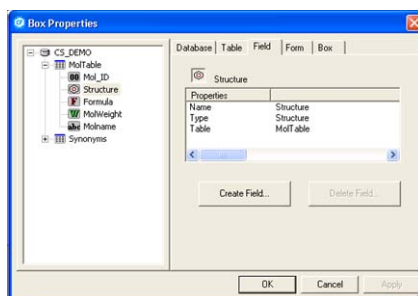 Box Properties
CS_DEMO
MolTable
Mol_ID
Structure
Formula
MolWeight
Molname
Synonyms
Database Table Field Form Box
Structure
Properties
Name Structure
Type Structure
Table MolTable
Create Field...
Delete Field...
OK Cancel Apply